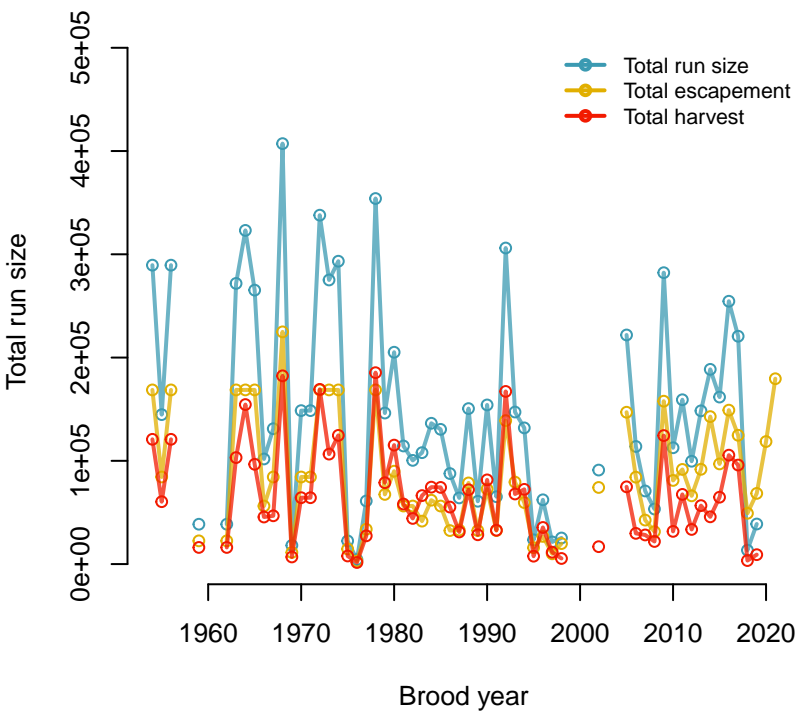 5e+05
4e+05
3e+05
2e+05
1e+05
0e+00
Total run size
Total run size
Total escapement
Total harvest
1960 1970 1980 1990 2000 2010 2020
Brood year